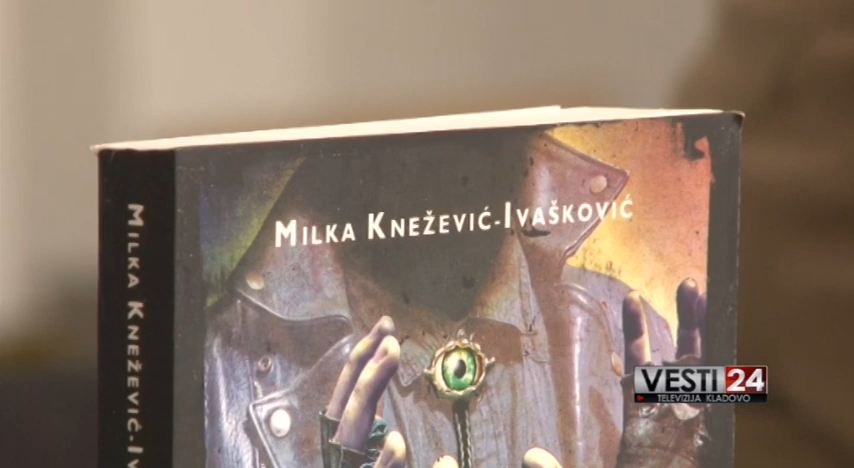 MILKA KNEŽEVIĆ-IVAŠKOVIĆ
MILKA KNEŽEVIĆ-
VESTI 24
TELEVIZIJA KLADOVO